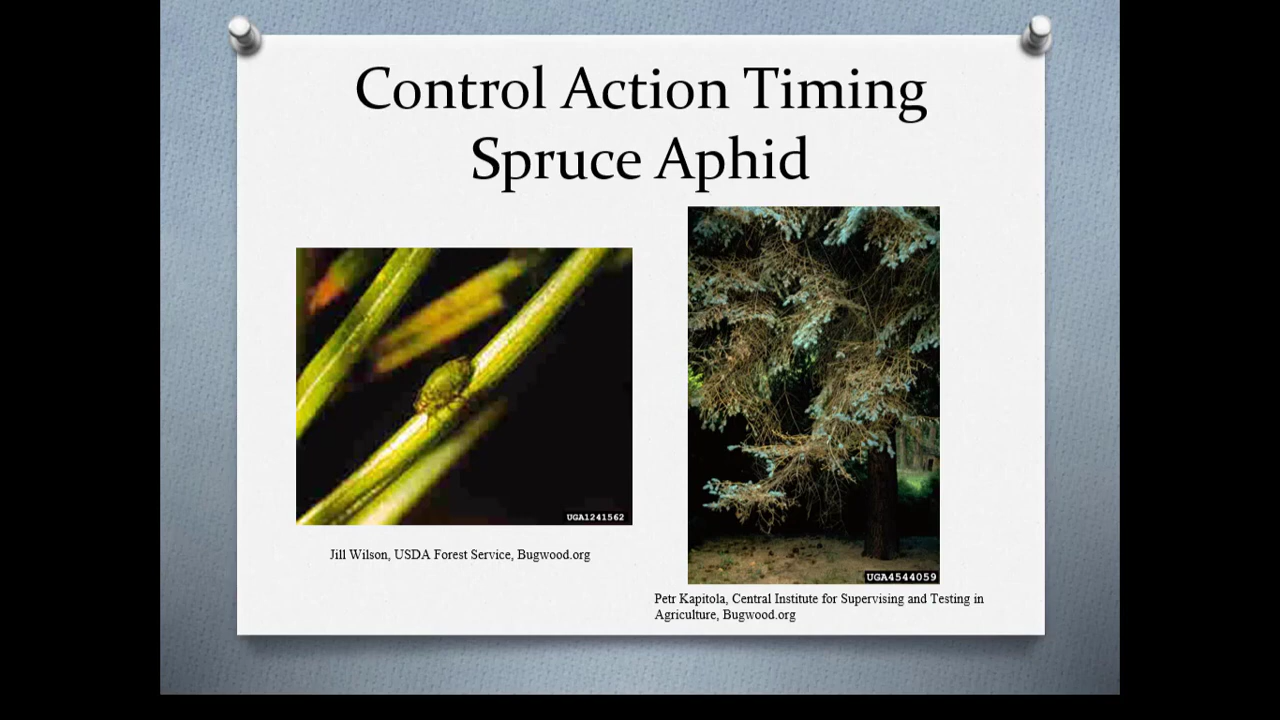 Control Action Timing
Spruce Aphid
UGA1241562
UGA4544059
Jill Wilson, USDA Forest Service, Bugwood.org
Petr Kapitola, Central Institute for Supervising and Testing in
Agriculture, Bugwood.org